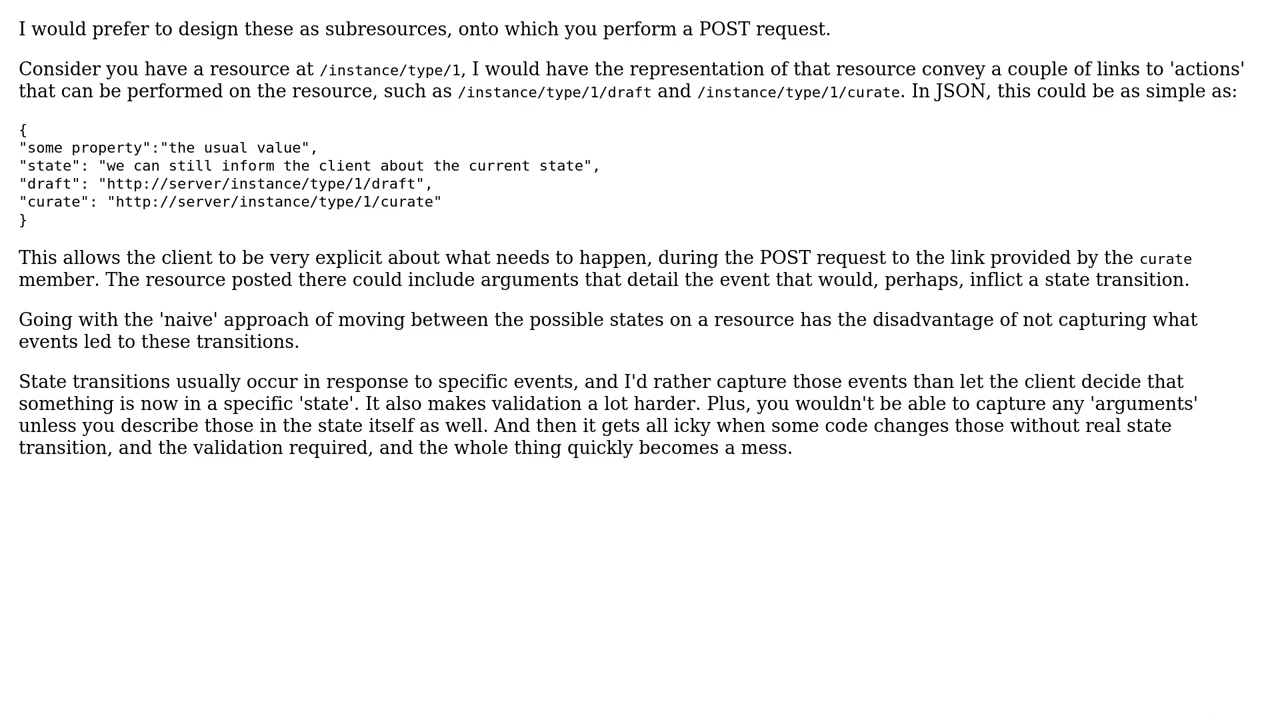 I would prefer to design these as subresources, onto which you perform a POST request.
Consider you have a resource at /instance/type/1, I would have the representation of that resource convey a couple of links to 'actions'
that can be performed on the resource, such as /instance/type/1/draft and /instance/type/1/curate. In JSON, this could be as simple as:
{
"some property":"the usual value",
"state": "we can still inform the client about the current state",
"draft": "http://server/instance/type/1/draft",
"curate": "http://server/instance/type/1/curate"
}
This allows the client to be very explicit about what needs to happen, during the POST request to the link provided by the curate
member. The resource posted there could include arguments that detail the event that would, perhaps, inflict a state transition.
Going with the 'naive' approach of moving between the possible states on a resource has the disadvantage of not capturing what
events led to these transitions.
State transitions usually occur in response to specific events, and I'd rather capture those events than let the client decide that
something is now in a specific 'state'. It also makes validation a lot harder. Plus, you wouldn't be able to capture any 'arguments'
unless you describe those in the state itself as well. And then it gets all icky when some code changes those without real state
transition, and the validation required, and the whole thing quickly becomes a mess.